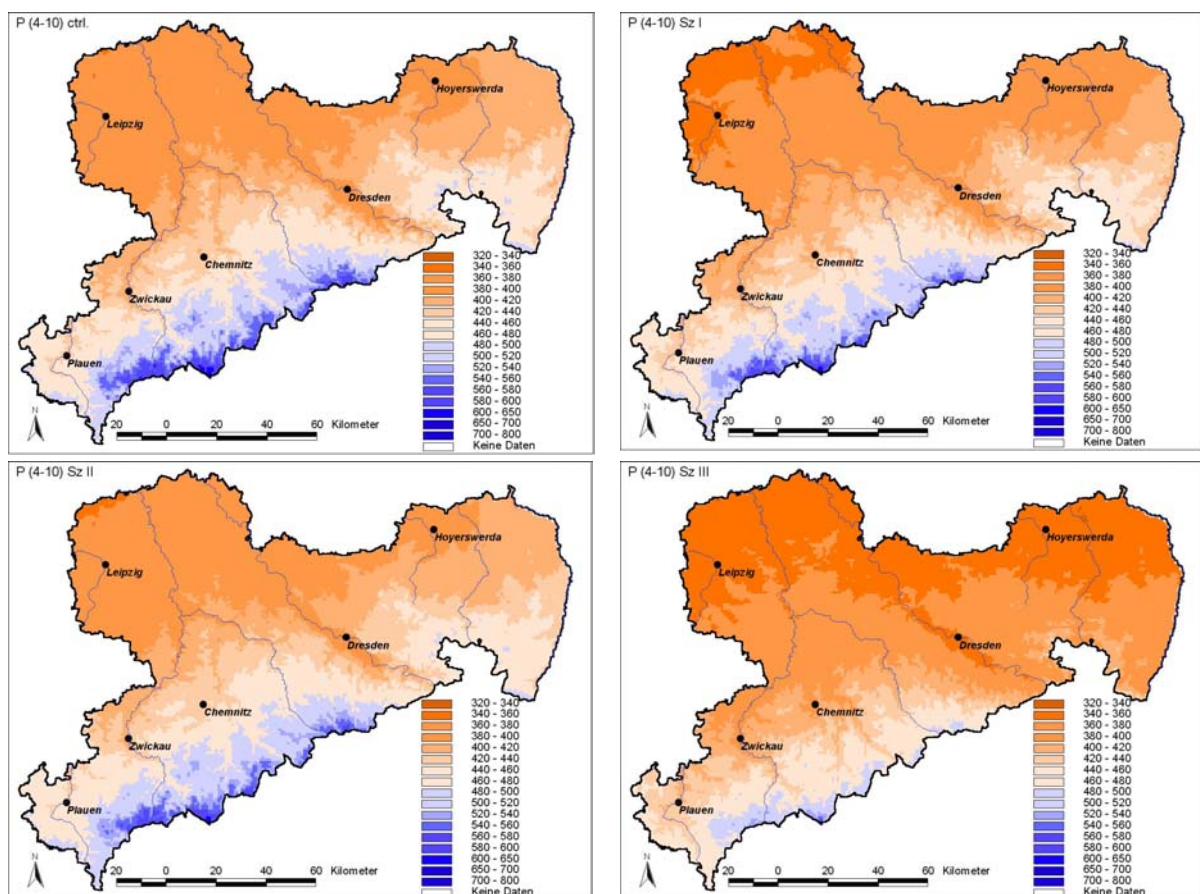 P (4-10) ctrl.
Leipzig
Hoyerswerda
Dresden
Chemnitz
Zwickau
Plauen
320 - 340
340 - 360
360 - 380
380 - 400
400 - 420
420 - 440
440 - 460
460 - 480
480 - 500
500 - 520
520 - 540
540 - 560
560 - 580
580 - 600
600 - 650
650 - 700
700 - 800
Keine Daten
N
20 0 20 40 60 Kilometer
P (4-10) Sz I
Hoyerswerda
Leipzig
Dresden
Chemnitz
Zwickau
Plauen
320 - 340
340 - 360
360 - 380
380 - 400
400 - 420
420 - 440
440 - 460
460 - 480
480 - 500
500 - 520
520 - 540
540 - 560
560 - 580
580 - 600
600 - 650
650 - 700
700 - 800
Keine Daten
N
20 0 20 40 60 Kilometer
P (4-10) Sz II
Hoyerswerda
Leipzig
Dresden
Chemnitz
Zwickau
Plauen
320 - 340
340 - 360
360 - 380
380 - 400
400 - 420
420 - 440
440 - 460
460 - 480
480 - 500
500 - 520
520 - 540
540 - 560
560 - 580
580 - 600
600 - 650
650 - 700
700 - 800
Keine Daten
N
20 0 20 40 60 Kilometer
P (4-10) Sz III
Hoyerswerda
Leipzig
Dresden
Chemnitz
Zwickau
Plauen
320 - 340
340 - 360
360 - 380
380 - 400
400 - 420
420 - 440
440 - 460
460 - 480
480 - 500
500 - 520
520 - 540
540 - 560
560 - 580
580 - 600
600 - 650
650 - 700
700 - 800
Keine Daten
N
20 0 20 40 60 Kilometer